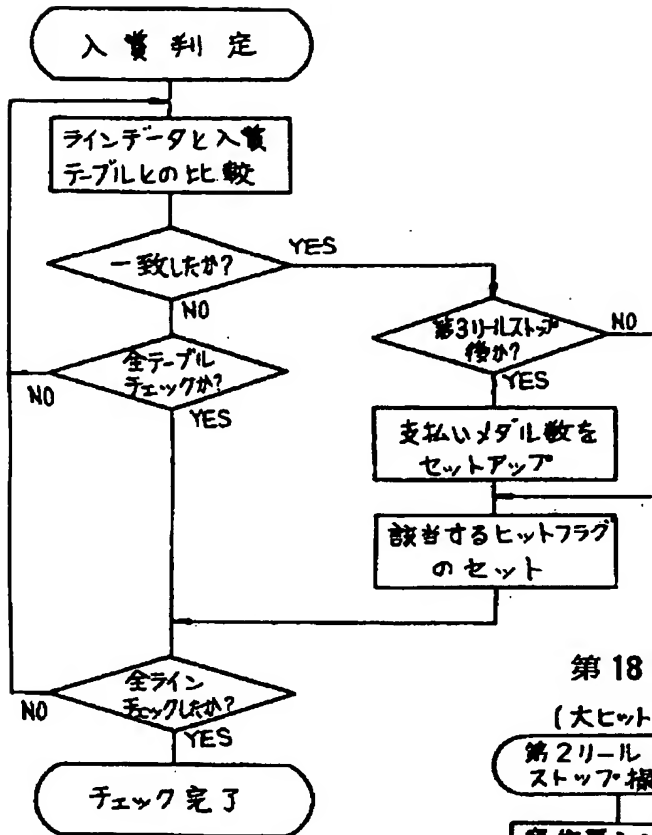 入賞判定
ラインデータと入賞
テーブルとの比較
一致したか?
YES
NO
第3リールストップ
後か?
NO
YES
全テーブル
チェックか?
NO
YES
支払いメダル数を
セットアップ
該当するヒットフラグ
のセット
全ライン
チェックしたか?
NO
YES
チェック完了
第18
(大ヒット
第2リール
ストップ操